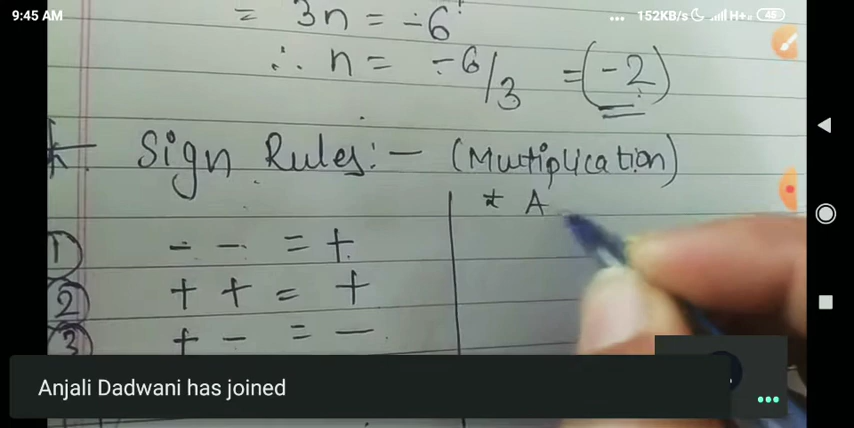 9:45 AM
... 152KB/s H+ 45
= 3n = -6
∴ n = -6/3 = (-2)
* Sign Rules:- (Multiplication)
* A
① - - = +
② + + = +
③ + - = -
Anjali Dadwani has joined